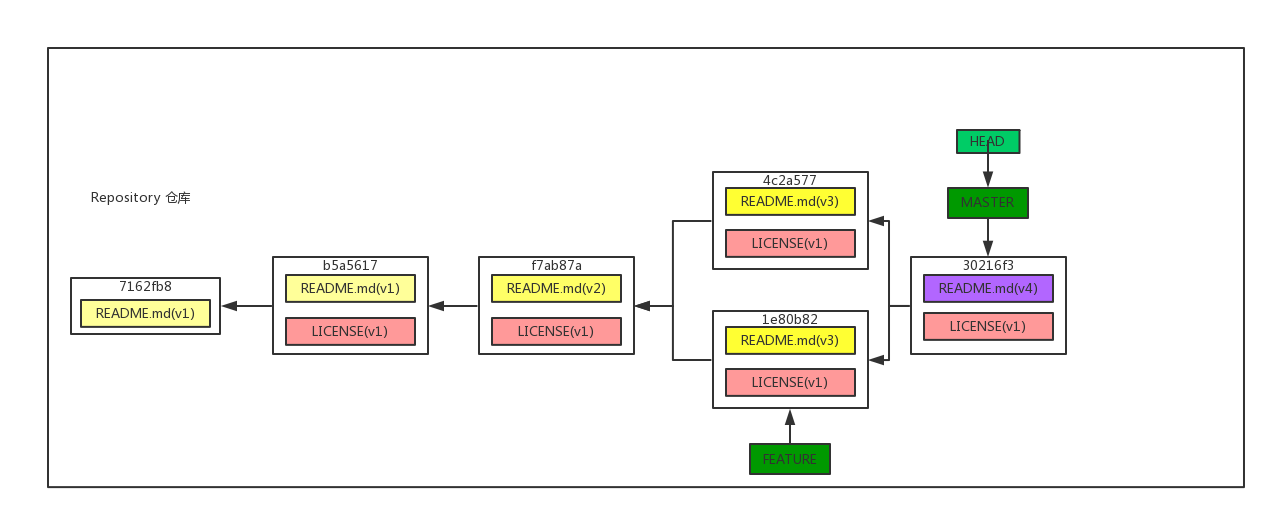 HEAD
4c2a577
README.md(v3)
MASTER
Repository 仓库
LICENSE(v1)
b5a5617
f7ab87a
30216f3
7162fb8
README.md(v1)
README.md(v2)
README.md(v4)
README.md(v1)
1e80b82
LICENSE(v1)
LICENSE(v1)
LICENSE(v1)
README.md(v3)
LICENSE(v1)
FEATURE